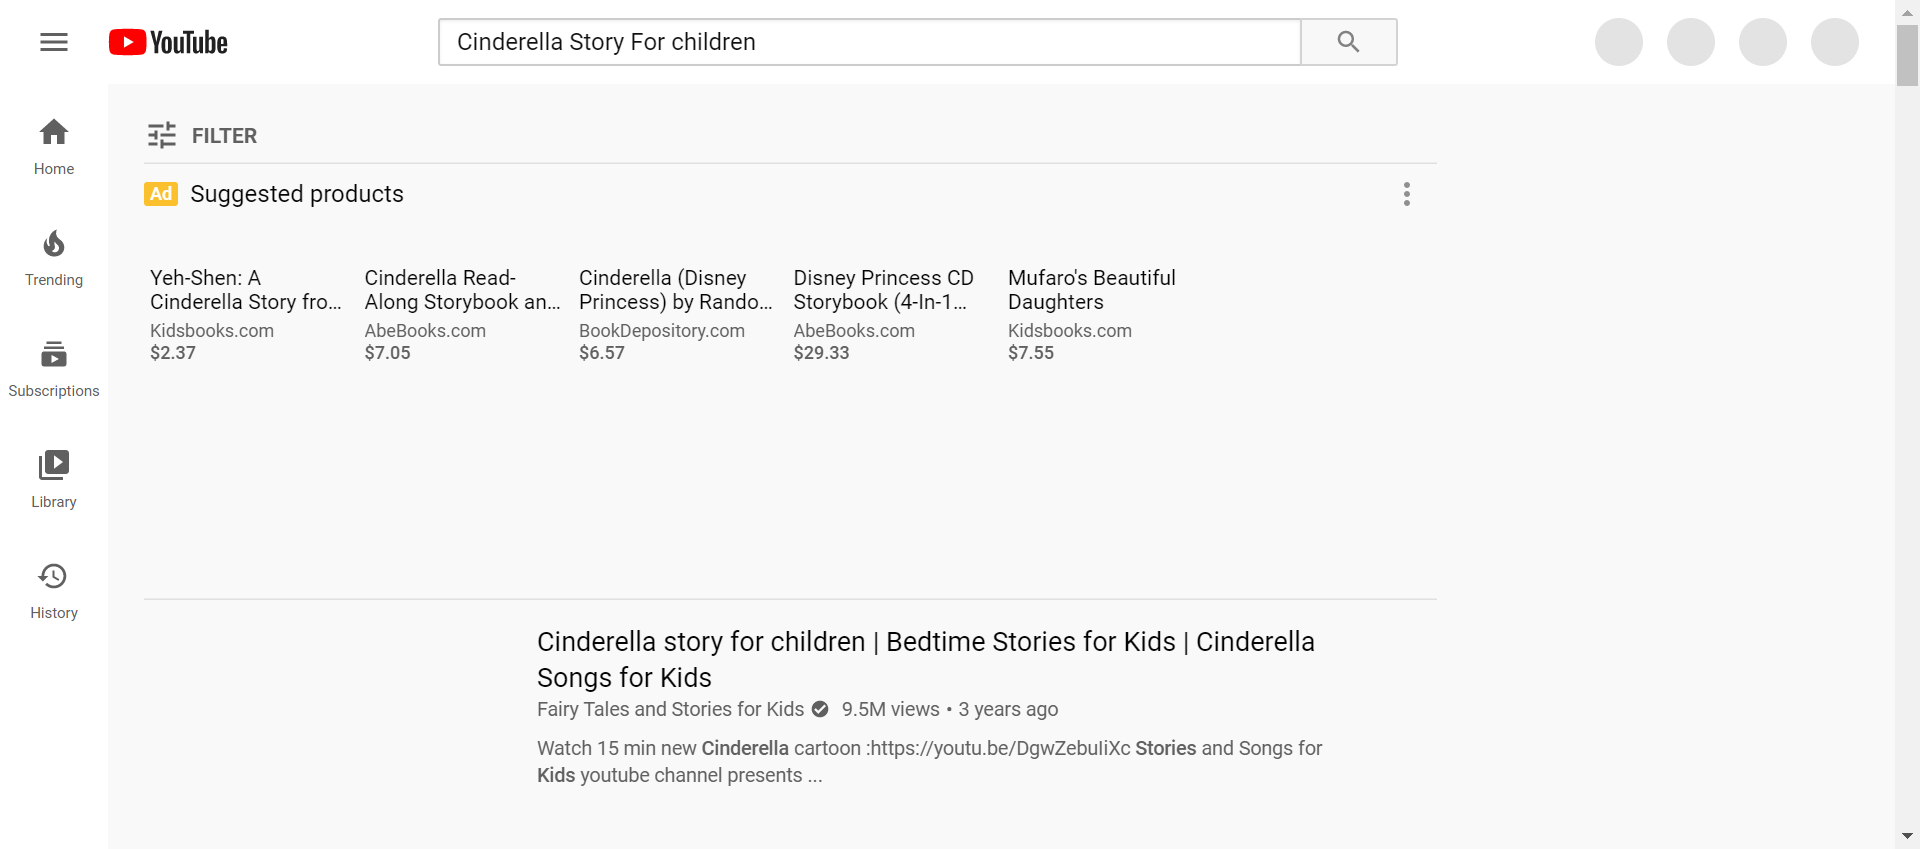 YouTube
Cinderella Story For children
Home
Trending
Subscriptions
Library
History
FILTER
Ad Suggested products
Yeh-Shen: A
Cinderella Story fro...
Kidsbooks.com
$2.37
Cinderella Read-
Along Storybook an...
AbeBooks.com
$7.05
Cinderella (Disney
Princess) by Rando...
BookDepository.com
$6.57
Disney Princess CD
Storybook (4-In-1...
AbeBooks.com
$29.33
Mufaro's Beautiful
Daughters
Kidsbooks.com
$7.55
Cinderella story for children | Bedtime Stories for Kids | Cinderella
Songs for Kids
Fairy Tales and Stories for Kids 9.5M views • 3 years ago
Watch 15 min new Cinderella cartoon :https://youtu.be/DgwZebuIiXc Stories and Songs for
Kids youtube channel presents ...